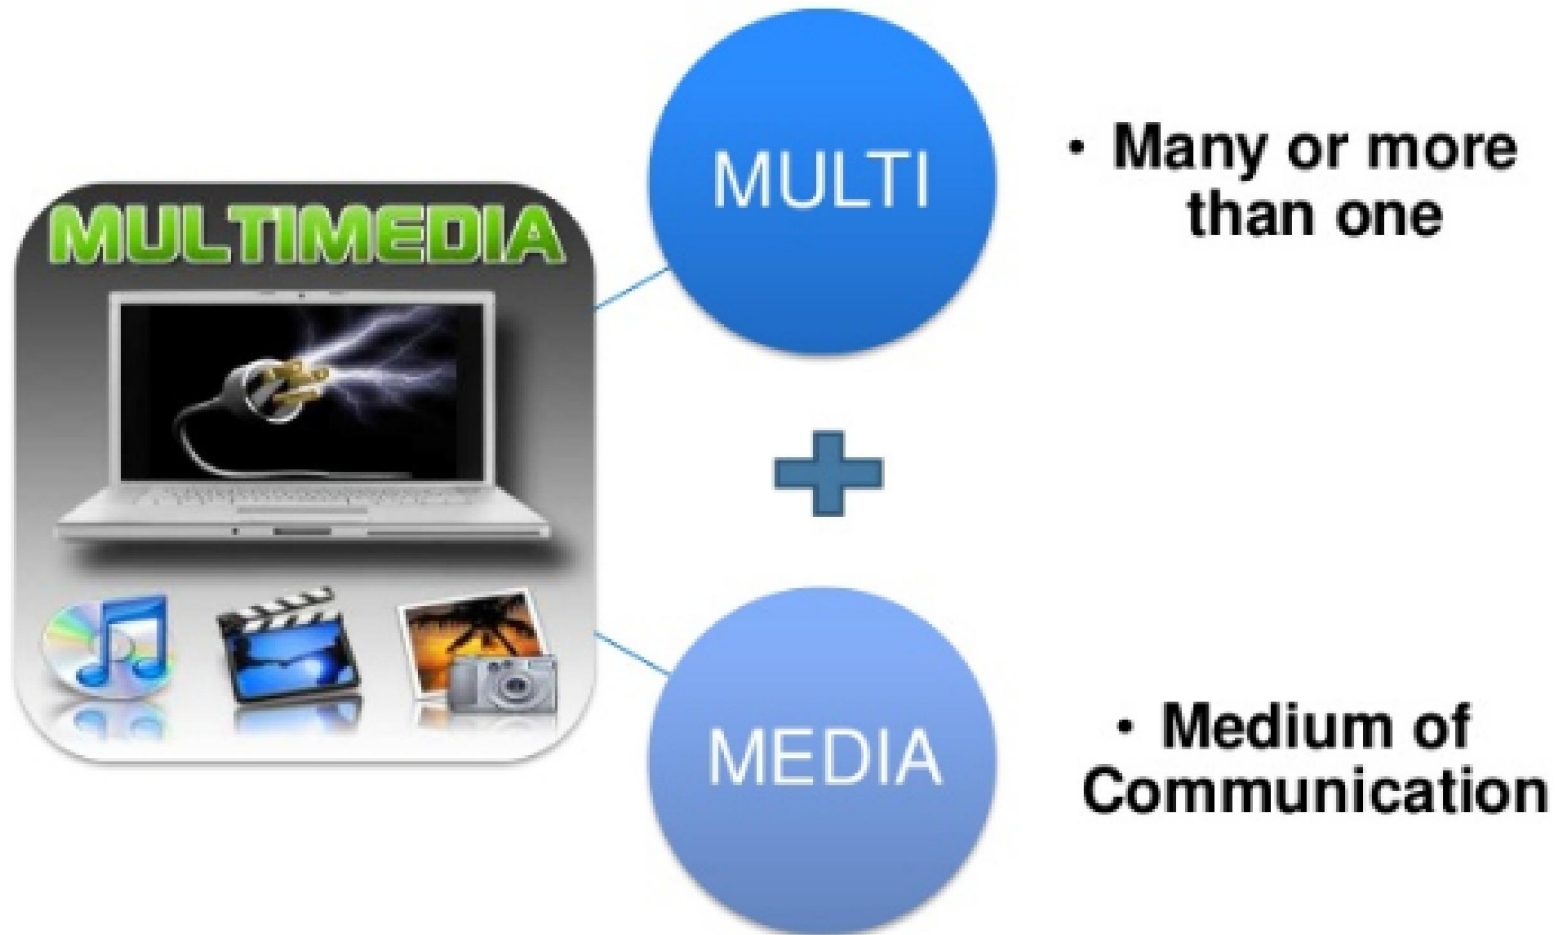 MULTIMEDIA
MULTI
• Many or more
than one
MEDIA
• Medium of
Communication